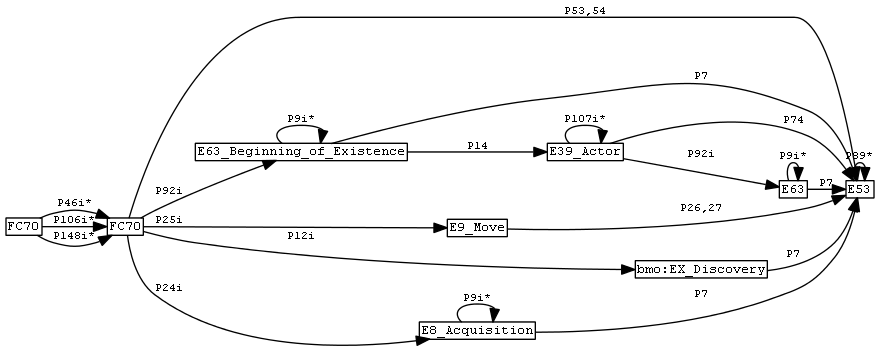 P53,54
P7
P9i*
P107i*
P74
E63_Beginning_of_Existence
P14
E39_Actor
P92i
P9i*
P89*
P46i*
P92i
E63
P7
E53
FC70
P106i*
FC70
P25i
E9_Move
P26,27
P148i*
P12i
P7
bmo:EX_Discovery
P24i
P9i*
P7
E8_Acquisition